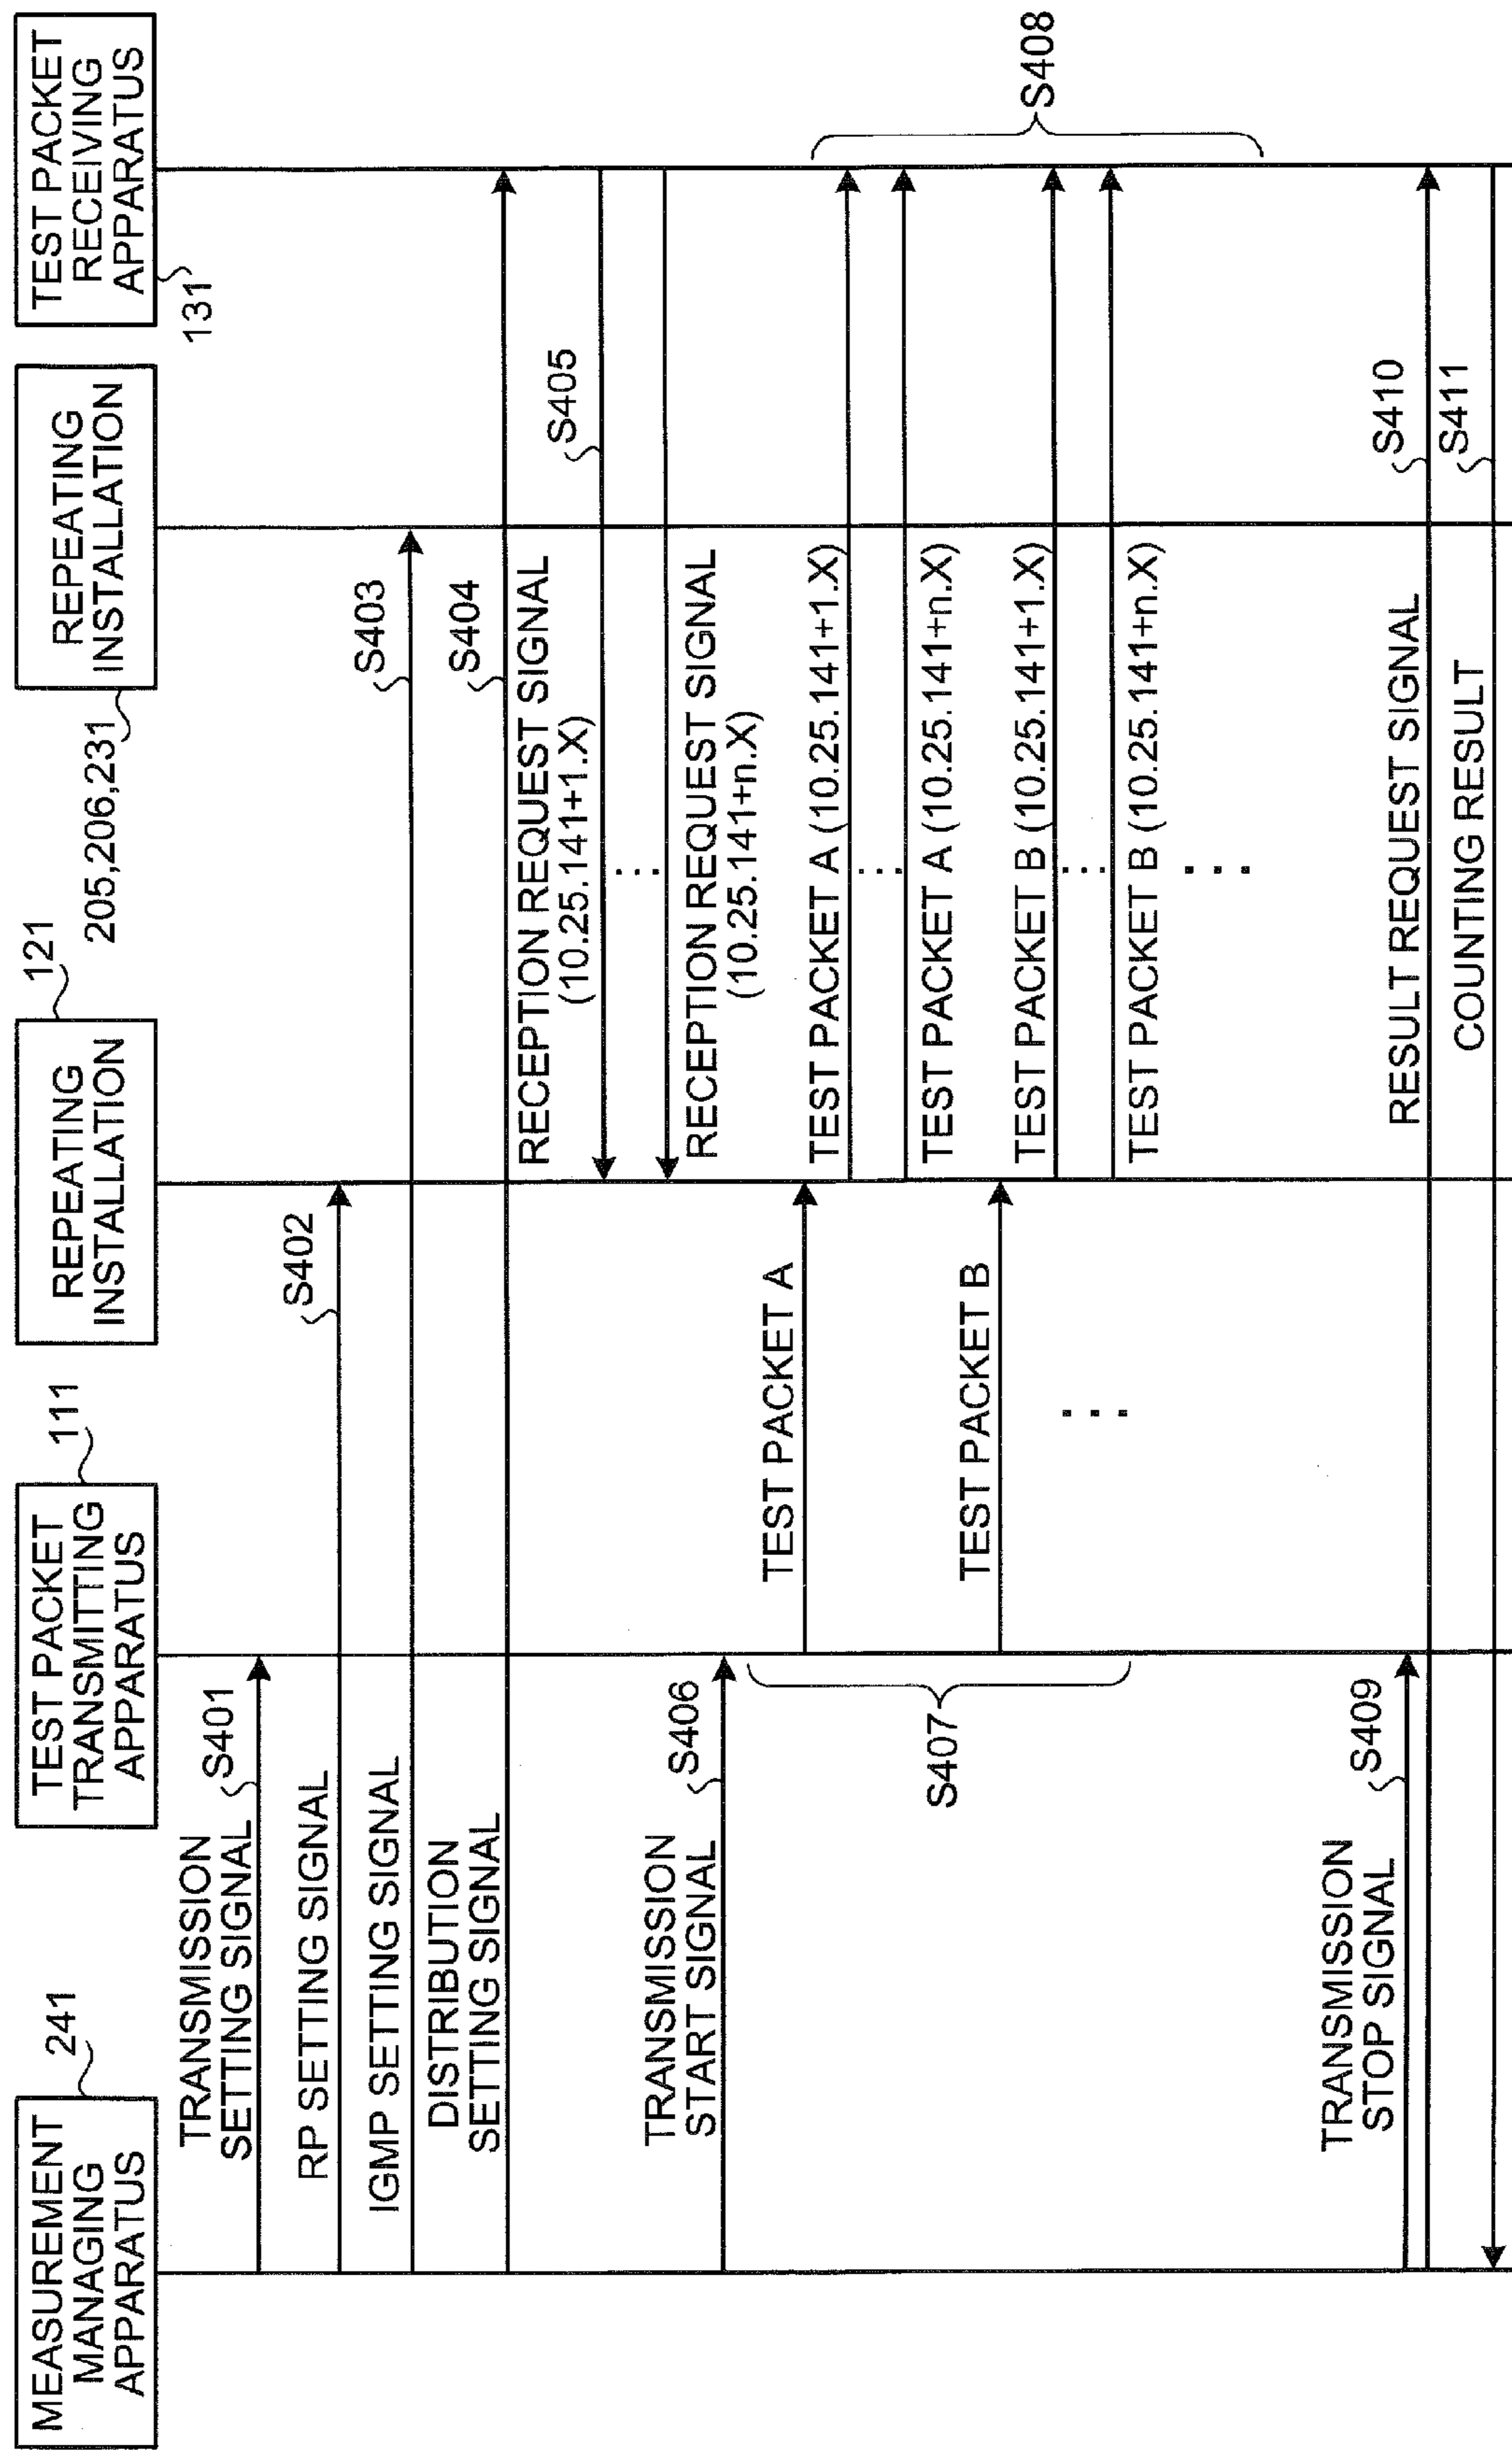 MEASUREMENT
MANAGING
APPARATUS
241
TEST PACKET
TRANSMITTING
APPARATUS
111
REPEATING
INSTALLATION
121
REPEATING
INSTALLATION
205,206,231
TEST PACKET
RECEIVING
APPARATUS
131
TRANSMISSION
SETTING SIGNAL
S401
RP SETTING SIGNAL
S402
IGMP SETTING SIGNAL
S403
DISTRIBUTION
SETTING SIGNAL
S404
RECEPTION REQUEST SIGNAL
(10.25.141+1.X)
S405
...
RECEPTION REQUEST SIGNAL
(10.25.141+n.X)
TRANSMISSION
START SIGNAL
S406
S407
TEST PACKET A
TEST PACKET A (10.25.141+1.X)
...
TEST PACKET A (10.25.141+n.X)
TEST PACKET B
TEST PACKET B (10.25.141+1.X)
...
TEST PACKET B (10.25.141+n.X)
...
...
S408
TRANSMISSION
STOP SIGNAL
S409
RESULT REQUEST SIGNAL
S410
COUNTING RESULT
S411